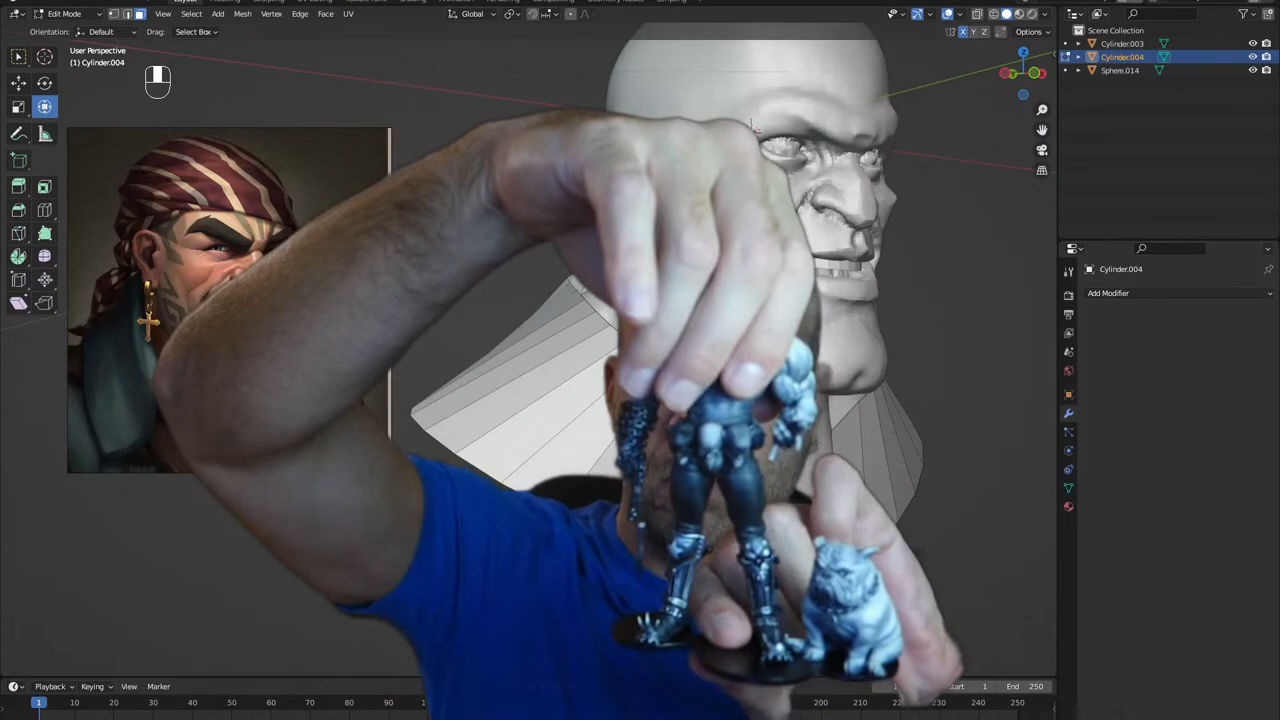 Edit Mode View Select Add Mesh Vertex Edge Face UV Global X Y Z Options
Orientation: Default Drag: Select Box
User Perspective
(1) Cylinder.004
Z
Scene Collection
Cylinder.003
Cylinder.004
Sphere.014
Cylinder.004
Add Modifier
Playback Keying View Marker 1 Start 1 End 250
1 10 20 30 40 50 60 70 80 90 200 210 220 230 240 250